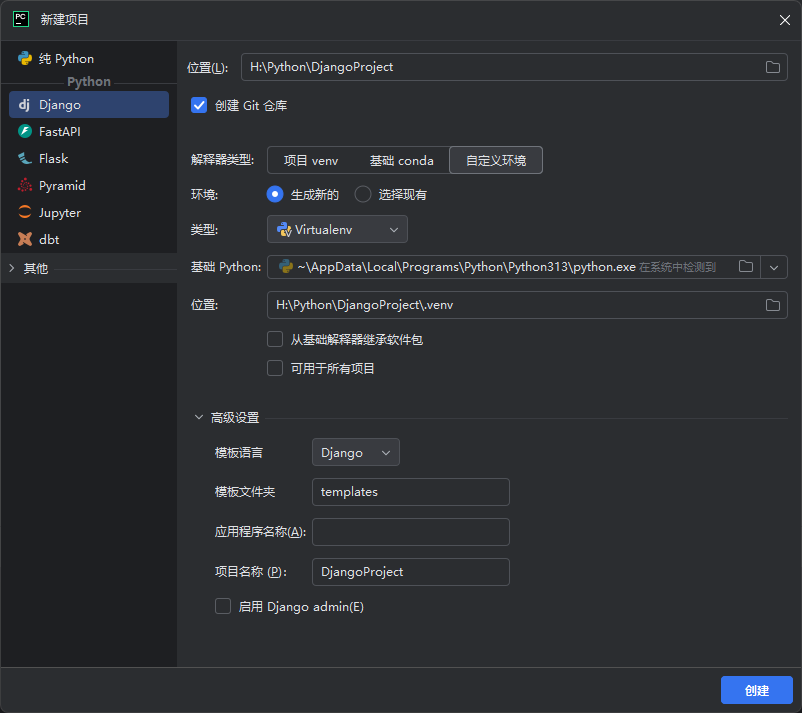 PC
新建项目
纯 Python
Python
dj Django
FastAPI
Flask
Pyramid
Jupyter
dbt
其他
位置(L): H:\Python\DjangoProject
创建 Git 仓库
解释器类型: 项目 venv 基础 conda 自定义环境
环境: 生成新的 选择现有
类型: Virtualenv
基础 Python: ~\AppData\Local\Programs\Python\Python313\python.exe 在系统中检测到
位置: H:\Python\DjangoProject\.venv
从基础解释器继承软件包
可用于所有项目
高级设置
模板语言 Django
模板文件夹 templates
应用程序名称(A):
项目名称 (P): DjangoProject
启用 Django admin(E)
创建